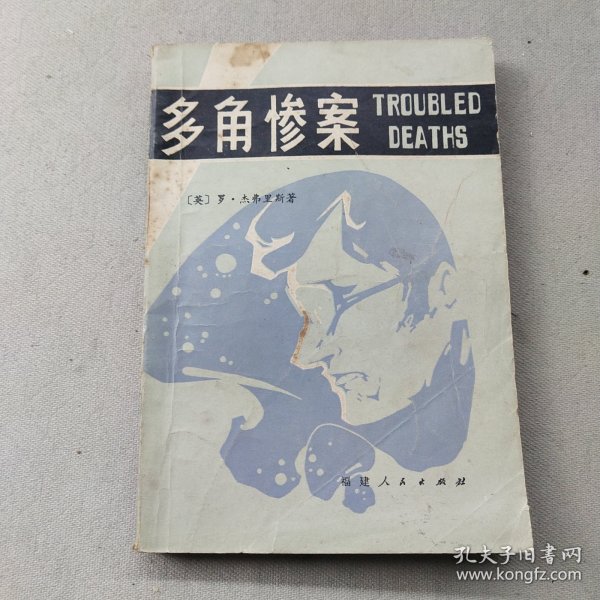 多角惨案
TROUBLED
DEATHS
〔英〕罗·杰弗里斯著
福建人民出版社
孔夫子旧书网
www.kongfz.com